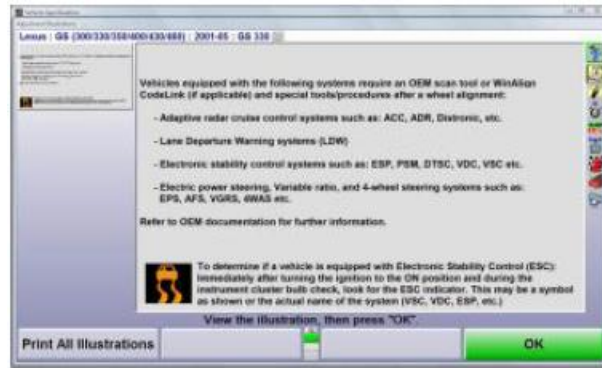 Vehicle Specifications
Adjustment Illustrations
Lexus : GS (300/330/350/400/430/460) : 2001-05 : GS 330
Vehicles equipped with the following systems require an OEM scan tool or WinAlign
CodeLink (if applicable) and special tools/procedures after a wheel alignment:
- Adaptive radar cruise control systems such as: ACC, ADR, Distronic, etc.
- Lane Departure Warning systems (LDW)
- Electronic stability control systems such as: ESP, PSM, DTSC, VDC, VSC etc.
- Electric power steering, Variable ratio, and 4-wheel steering systems such as:
EPS, AFS, VGRS, 4WAS etc.
Refer to OEM documentation for further information.
To determine if a vehicle is equipped with Electronic Stability Control (ESC):
Immediately after turning the ignition to the ON position and during the
instrument cluster bulb check, look for the ESC indicator. This may be a symbol
as shown or the actual name of the system (VSC, VDC, ESP, etc.)
View the illustration, then press "OK".
Print All Illustrations
OK